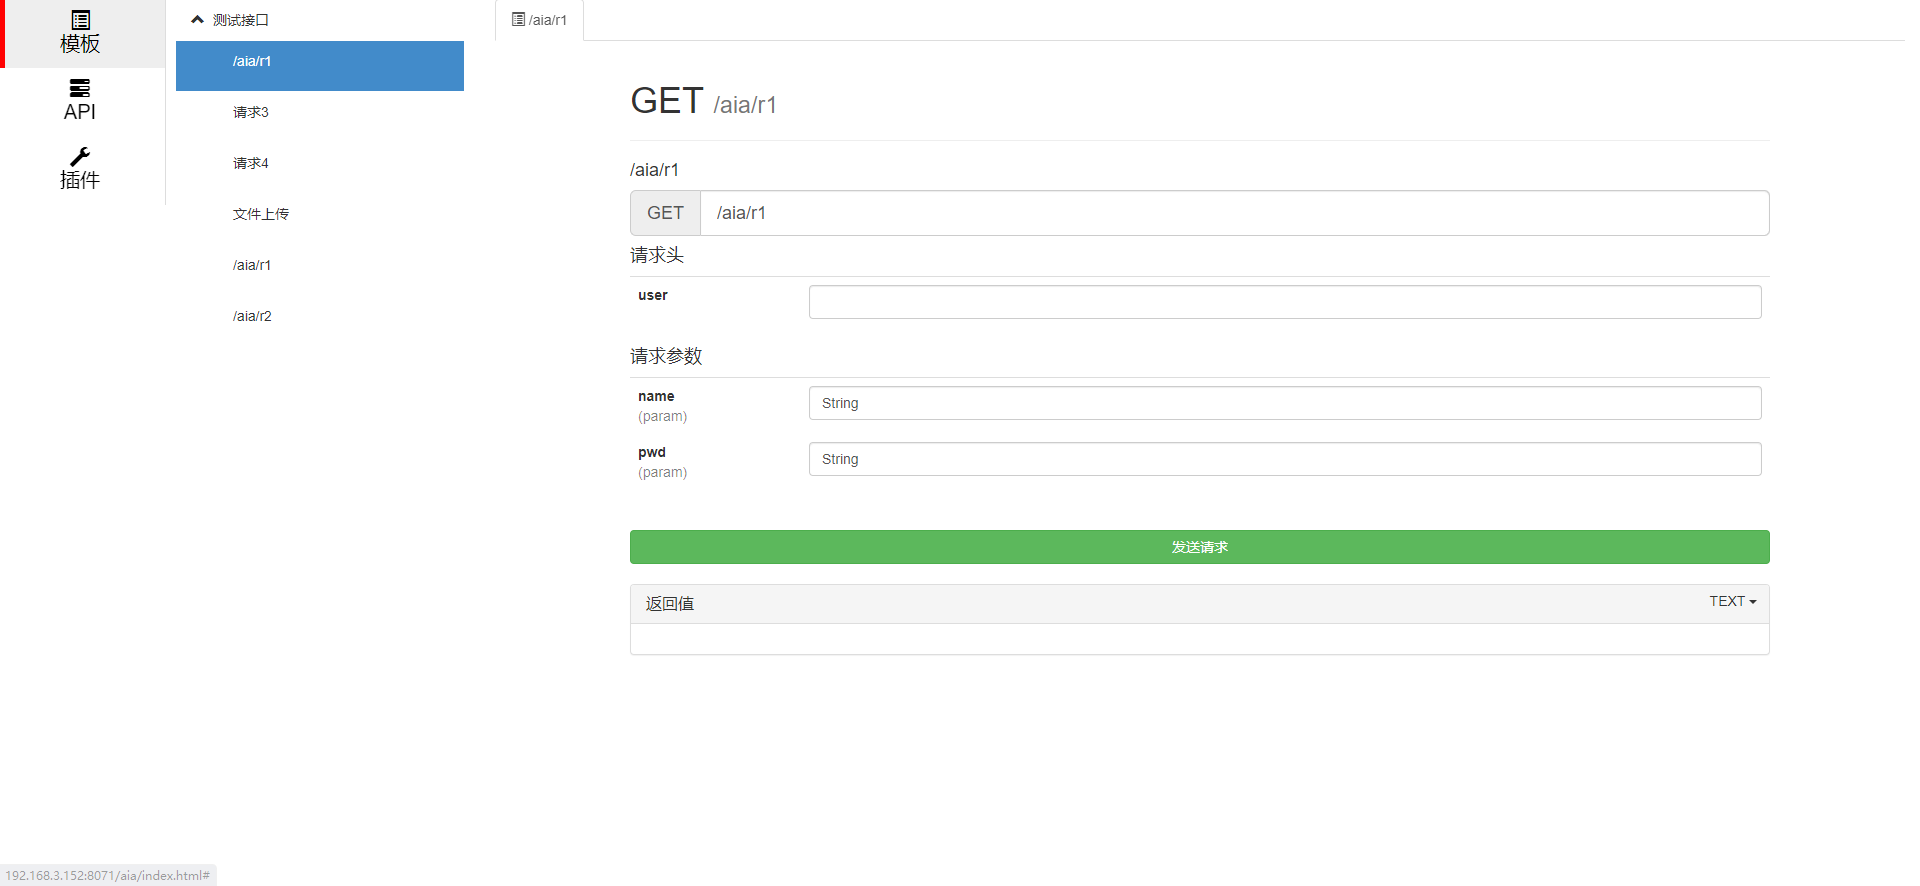 模板
API
插件
测试接口
/aia/r1
请求3
请求4
文件上传
/aia/r1
/aia/r2
/aia/r1
GET /aia/r1
/aia/r1
GET /aia/r1
请求头
user
请求参数
name String
(param)
pwd String
(param)
发送请求
返回值 TEXT
192.168.3.152:8071/aia/index.html#